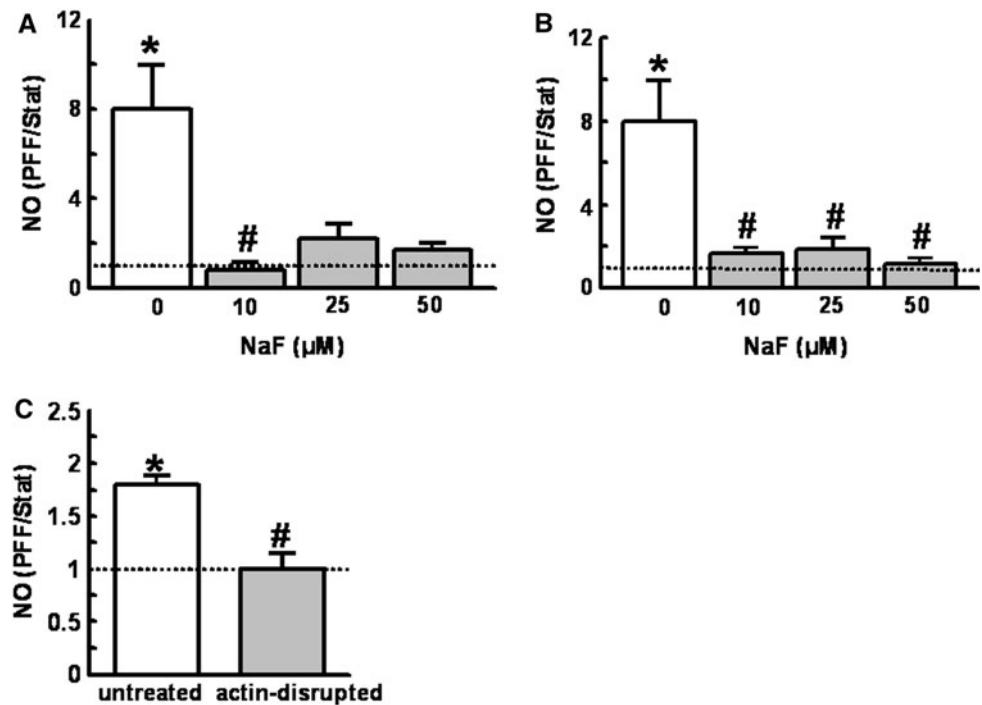 A
NO (PFF/Stat)
12
8
4
0
*
#
0 10 25 50
NaF (µM)
B
NO (PFF/Stat)
12
8
4
0
*
#
#
#
0 10 25 50
NaF (µM)
C
NO (PFF/Stat)
2.5
2
1.5
1
0.5
0
*
#
untreated actin-disrupted